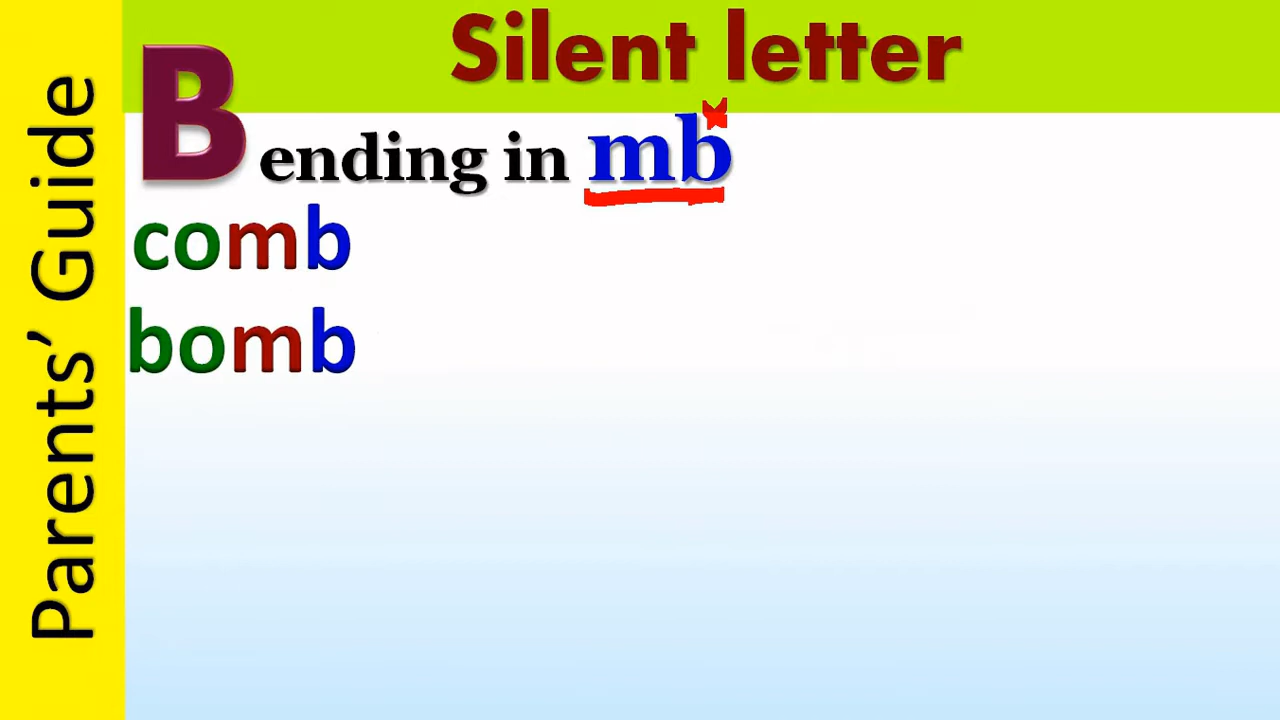 Parents’ Guide
Silent letter
B ending in mb
comb
bomb